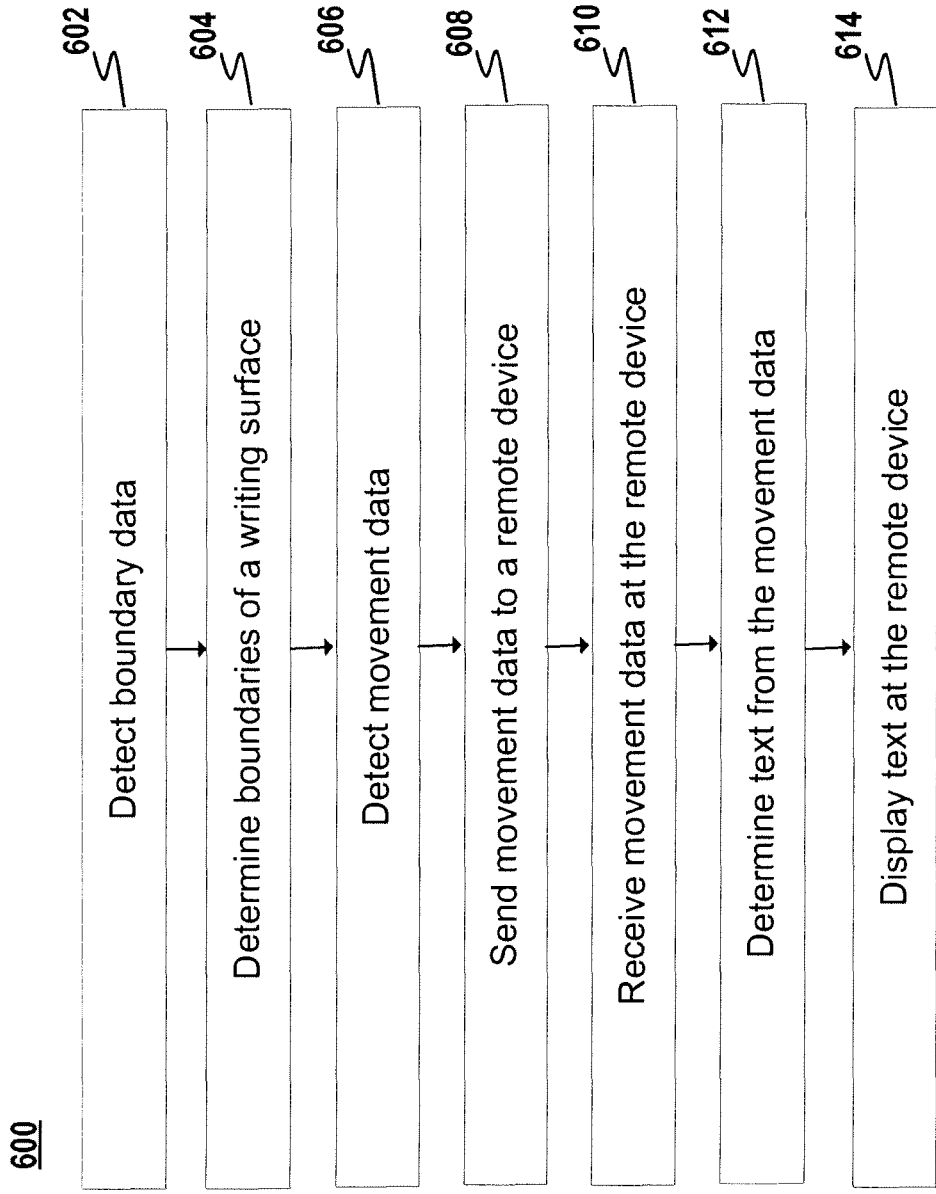 600
Detect boundary data
602
Determine boundaries of a writing surface
604
Detect movement data
606
Send movement data to a remote device
608
Receive movement data at the remote device
610
Determine text from the movement data
612
Display text at the remote device
614